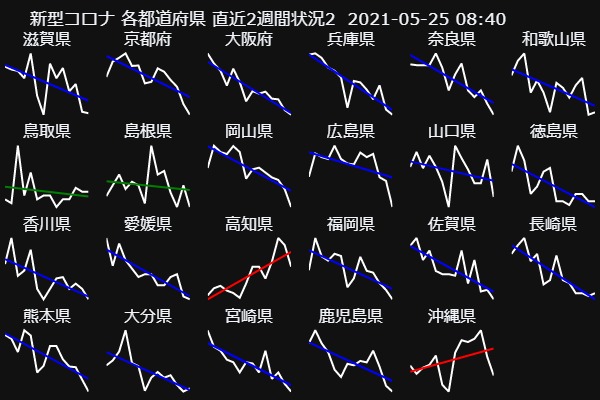 新型コロナ 各都道府県 直近2週間状況2 2021-05-25 08:40
滋賀県 京都府 大阪府 兵庫県 奈良県 和歌山県
鳥取県 島根県 岡山県 広島県 山口県 徳島県
香川県 愛媛県 高知県 福岡県 佐賀県 長崎県
熊本県 大分県 宮崎県 鹿児島県 沖縄県